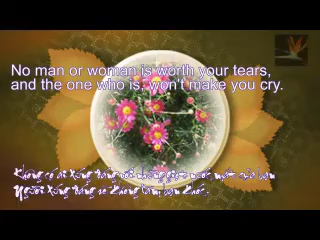 No man or woman is worth your tears,
and the one who is, won't make you cry.
Không có ai xứng đáng với những giọt nước mắt của bạn
Người xứng đáng sẽ không làm bạn khóc.